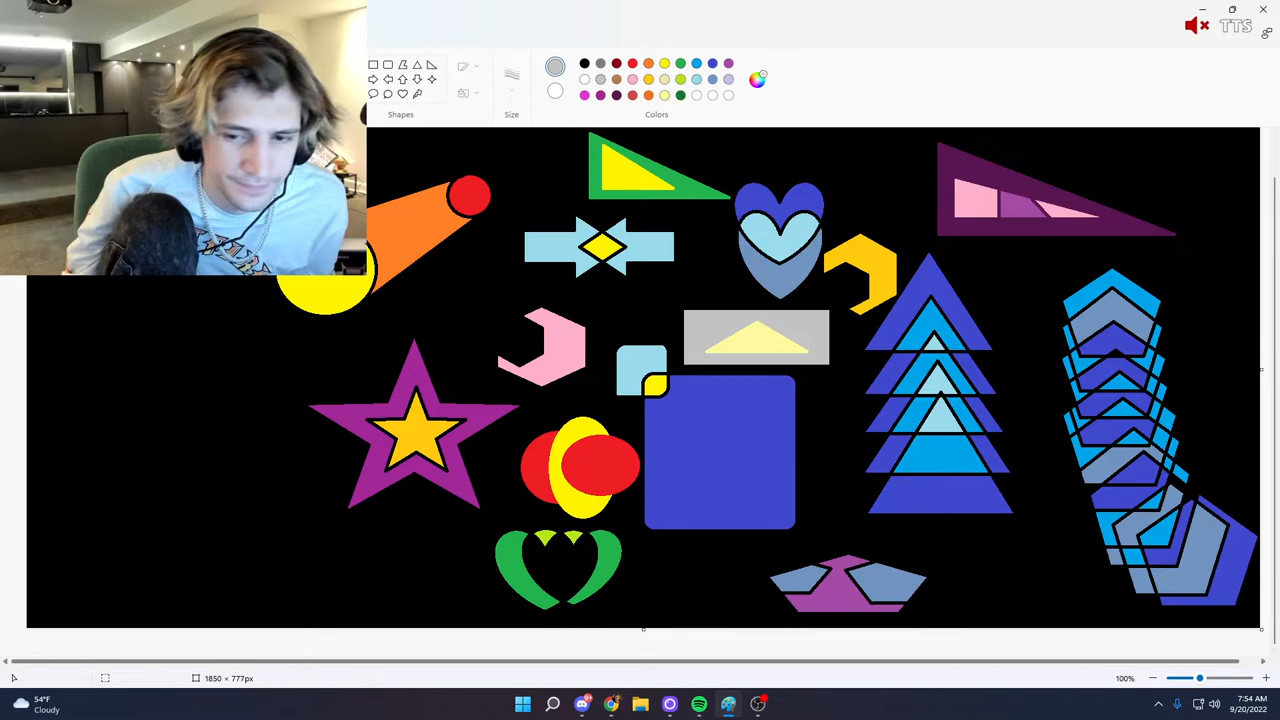 TTS
Shapes
Size
Colors
1850 × 777px
100%
54°F
Cloudy
7:54 AM
9/20/2022